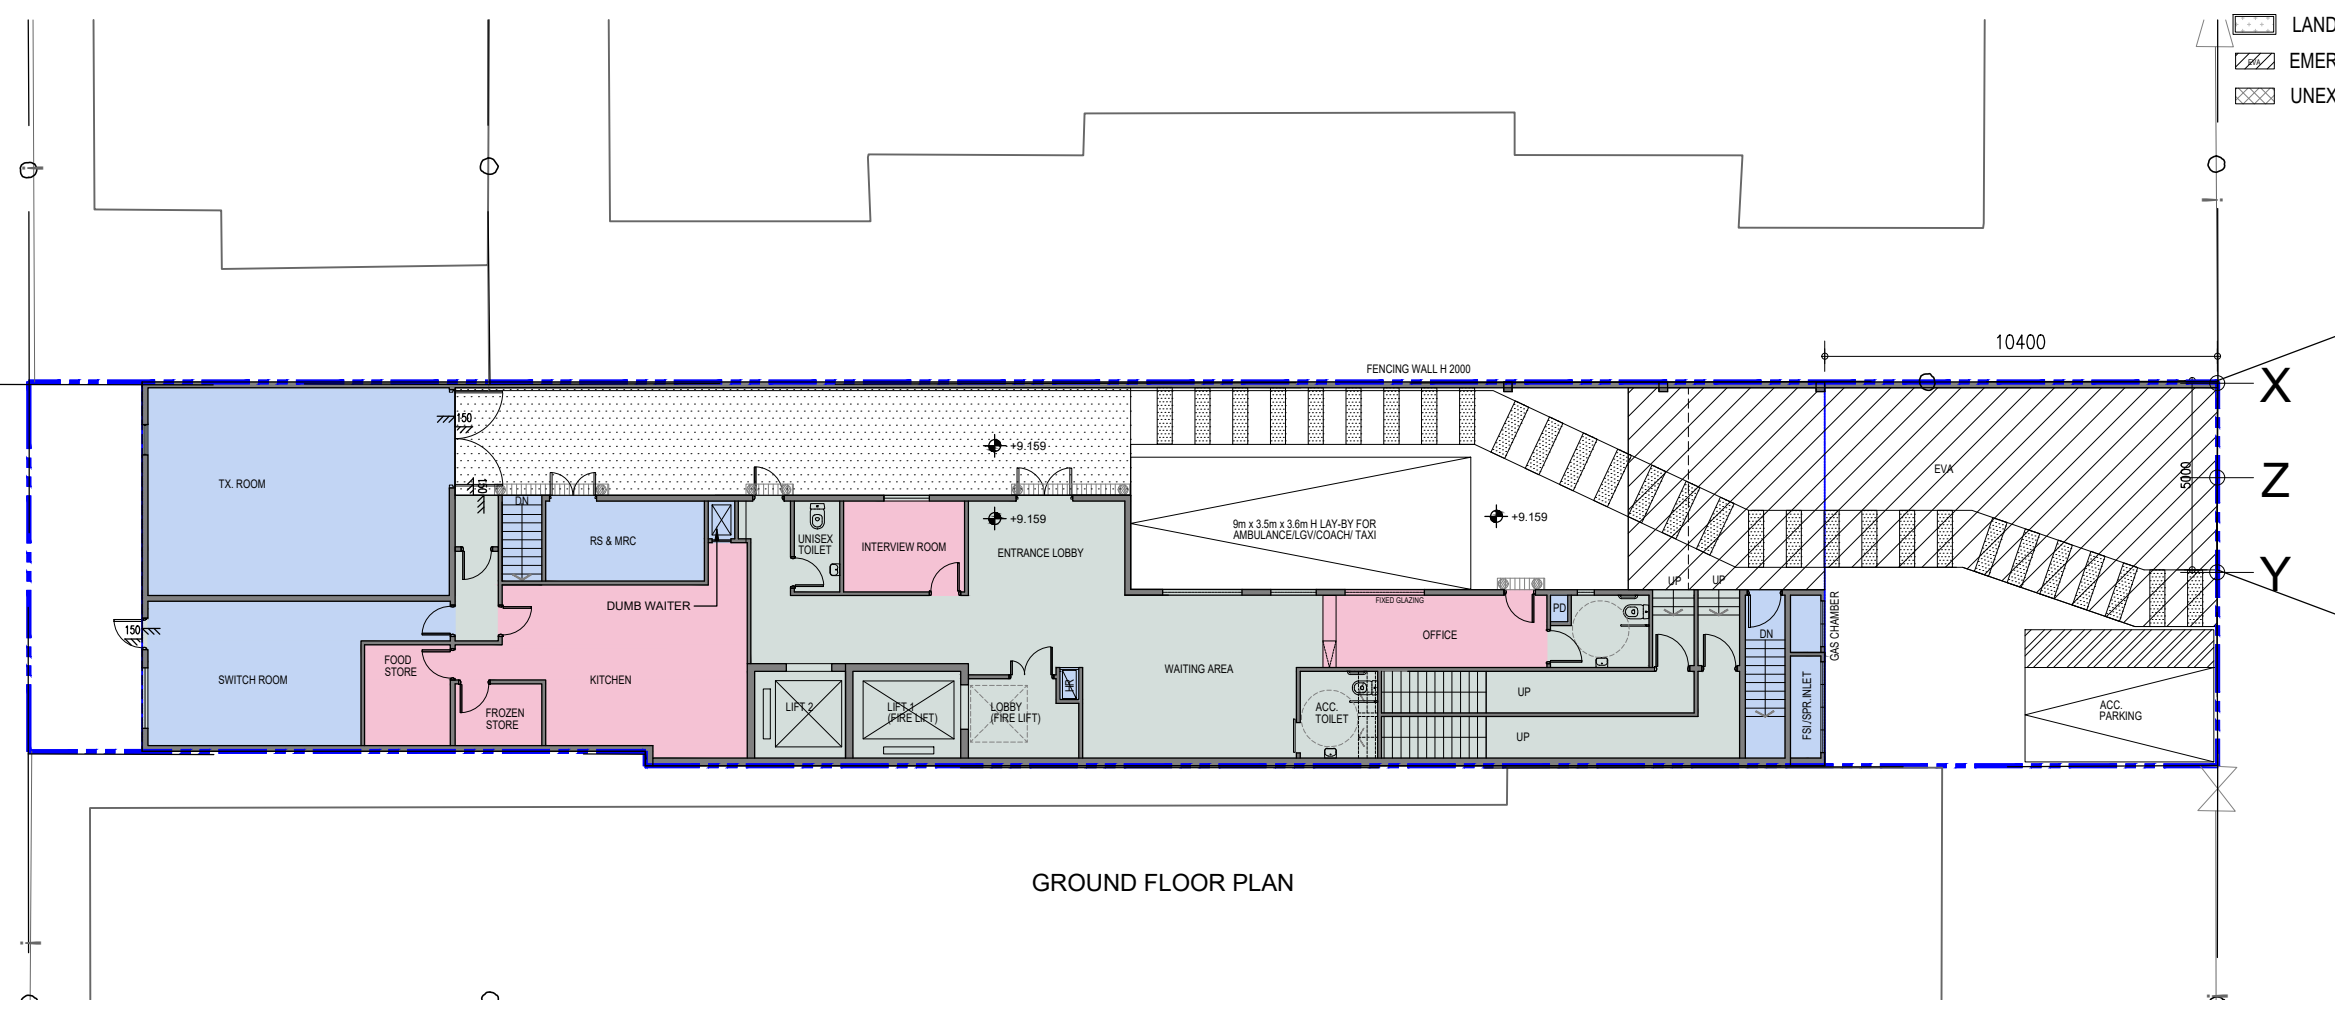 LAND
EVA
EMER
UNEX
10400
FENCING WALL H 2000
X
150
+9.159
EVA
TX. ROOM
150
5000
Z
DN
+9.159
+9.159
9m x 3.5m x 3.6m H LAY-BY FOR
AMBULANCE/LGV/COACH/ TAXI
RS & MRC
UNISEX
TOILET
INTERVIEW ROOM
ENTRANCE LOBBY
UP
UP
Y
DUMB WAITER
FIXED GLAZING
PD
150
OFFICE
DN
GAS CHAMBER
FOOD
STORE
WAITING AREA
SWITCH ROOM
KITCHEN
HR
UP
LIFT 2
LIFT 1
(FIRE LIFT)
LOBBY
(FIRE LIFT)
ACC.
TOILET
FSI./SPR.INLET
ACC.
PARKING
FROZEN
STORE
UP
GROUND FLOOR PLAN